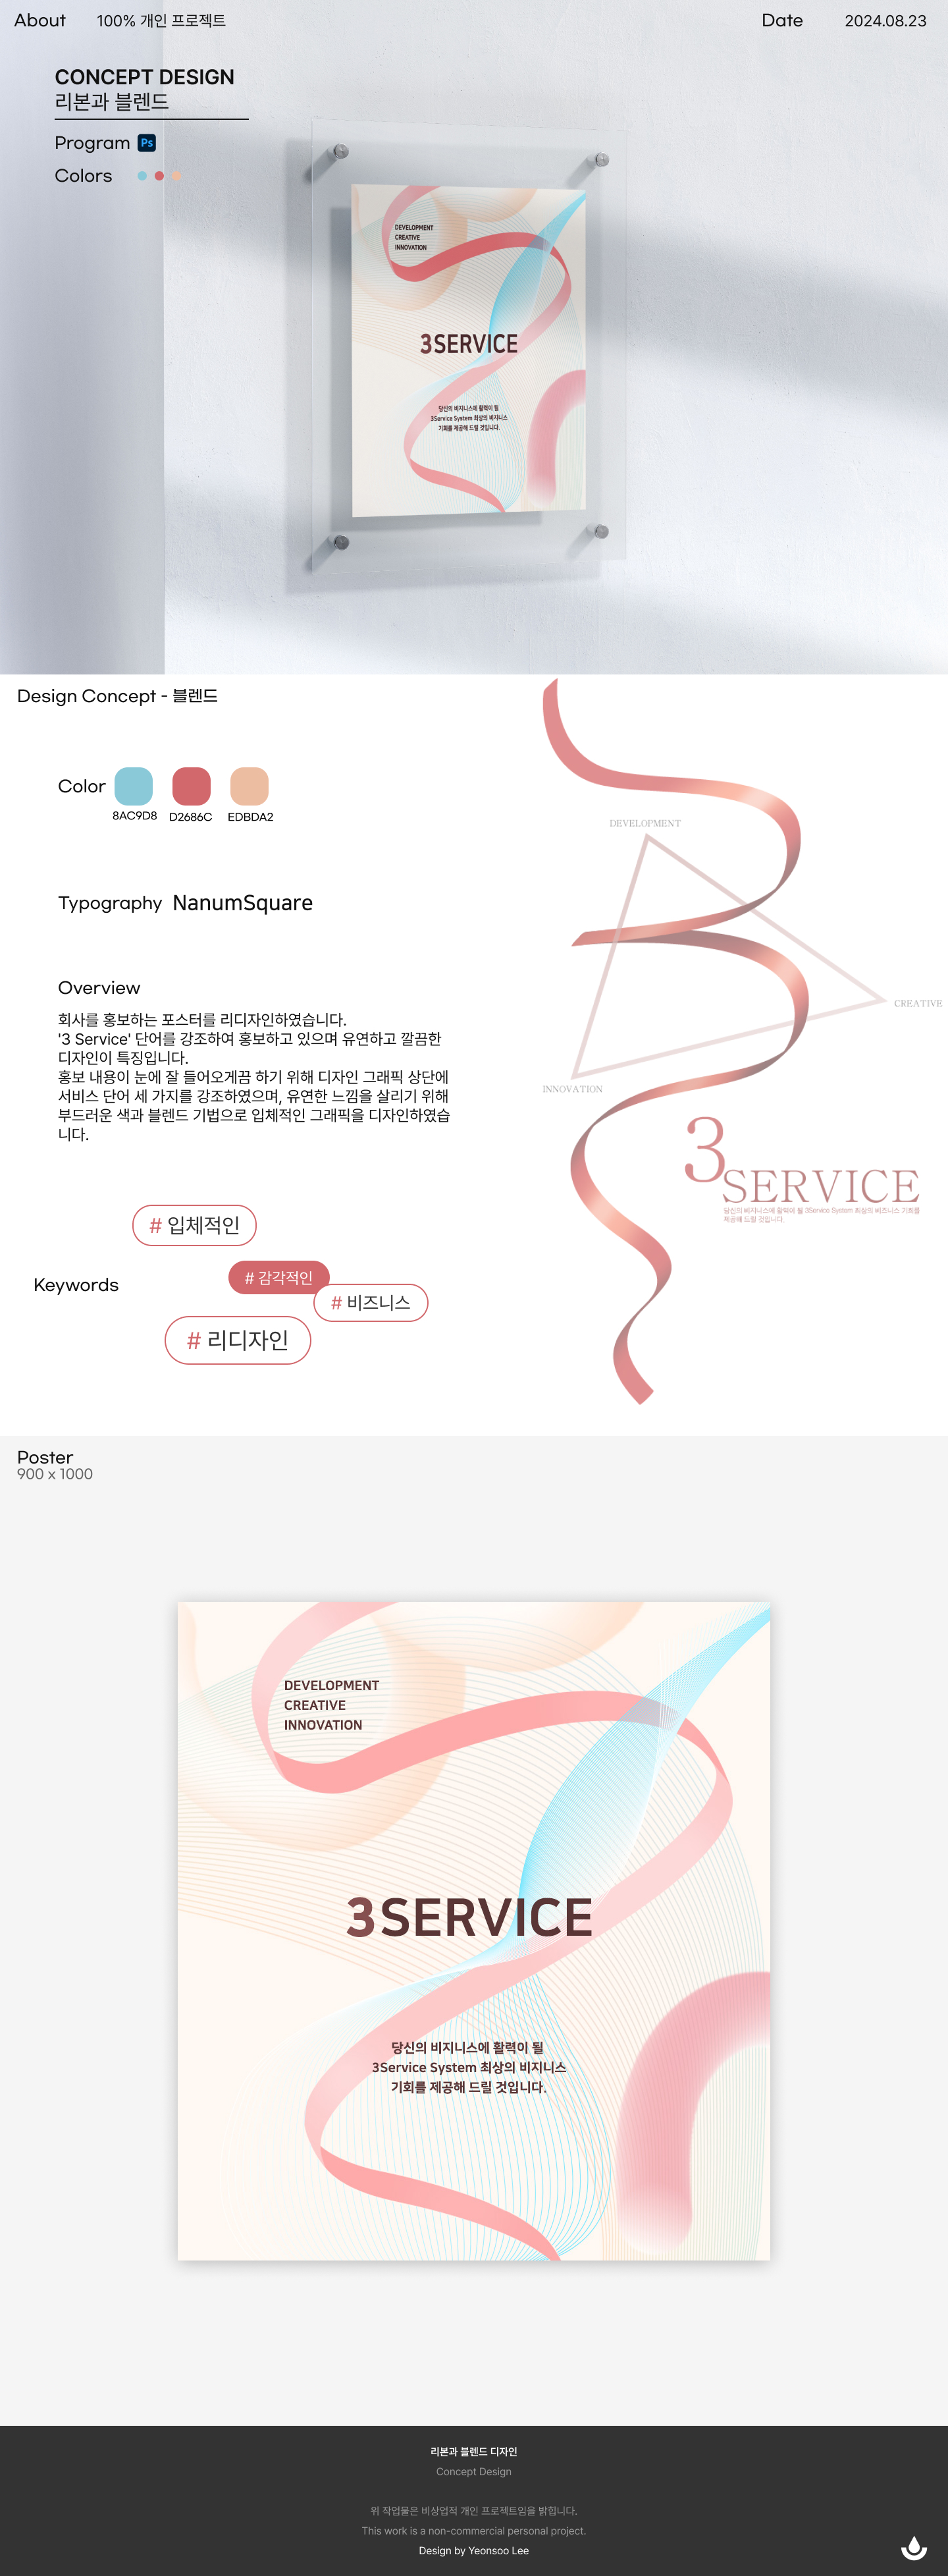 About 100% 개인 프로젝트
Date 2024.08.23
CONCEPT DESIGN
리본과 블렌드
Program Ps
Colors
DEVELOPMENT
CREATIVE
INNOVATION
3SERVICE
당신의 비지니스에 활력이 될
3Service System 최상의 비지니스
기회를 제공해 드릴 것입니다.
Design Concept - 블렌드
Color
8AC9D8 D2686C EDBDA2
Typography NanumSquare
Overview
회사를 홍보하는 포스터를 리디자인하였습니다.
'3 Service' 단어를 강조하여 홍보하고 있으며 유연하고 깔끔한
디자인이 특징입니다.
홍보 내용이 눈에 잘 들어오게끔 하기 위해 디자인 그래픽 상단에
서비스 단어 세 가지를 강조하였으며, 유연한 느낌을 살리기 위해
부드러운 색과 블렌드 기법으로 입체적인 그래픽을 디자인하였습
니다.
Keywords
# 입체적인
# 감각적인
# 비즈니스
# 리디자인
DEVELOPMENT
CREATIVE
INNOVATION
3SERVICE
당신의 비지니스에 활력이 될 3Service System 최상의 비즈니스 기회를
제공해 드릴 것입니다.
Poster
900 x 1000
DEVELOPMENT
CREATIVE
INNOVATION
3SERVICE
당신의 비지니스에 활력이 될
3Service System 최상의 비지니스
기회를 제공해 드릴 것입니다.
리본과 블렌드 디자인
Concept Design
위 작업물은 비상업적 개인 프로젝트임을 밝힙니다.
This work is a non-commercial personal project.
Design by Yeonsoo Lee